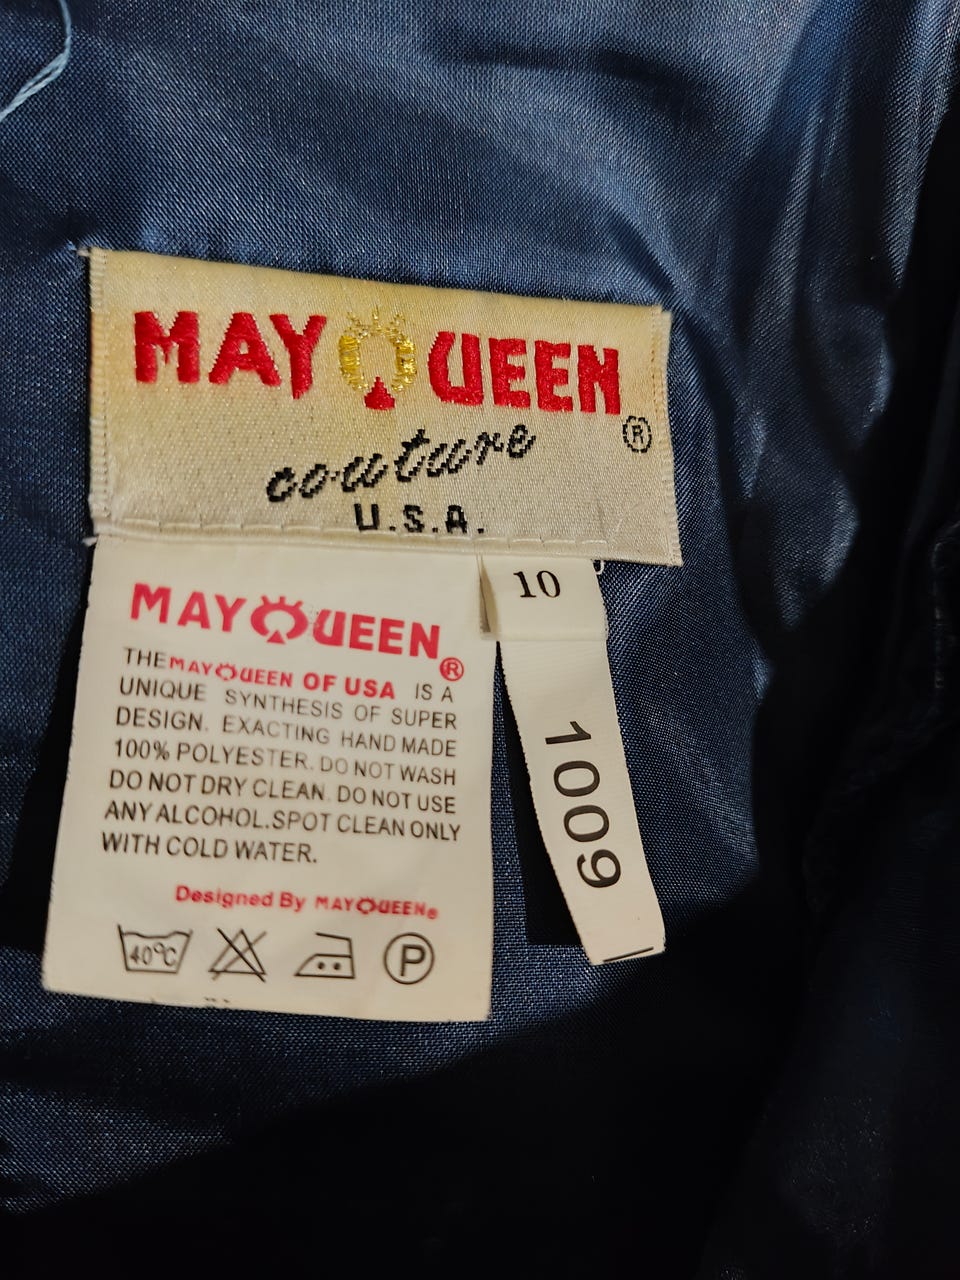 MAY QUEEN
®
couture
U.S.A.
10
1009
MAY QUEEN
®
THE MAY QUEEN OF USA IS A
UNIQUE SYNTHESIS OF SUPER
DESIGN. EXACTING HAND MADE
100% POLYESTER. DO NOT WASH
DO NOT DRY CLEAN. DO NOT USE
ANY ALCOHOL.SPOT CLEAN ONLY
WITH COLD WATER.
Designed By MAY QUEEN®
40°C P